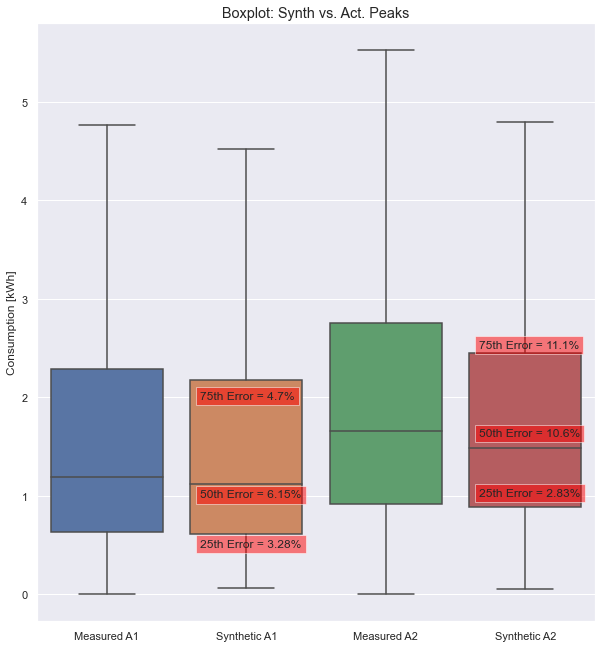 Boxplot: Synth vs. Act. Peaks
Consumption [kWh]
5
4
3
2
1
0
75th Error = 4.7%
50th Error = 6.15%
25th Error = 3.28%
75th Error = 11.1%
50th Error = 10.6%
25th Error = 2.83%
Measured A1
Synthetic A1
Measured A2
Synthetic A2